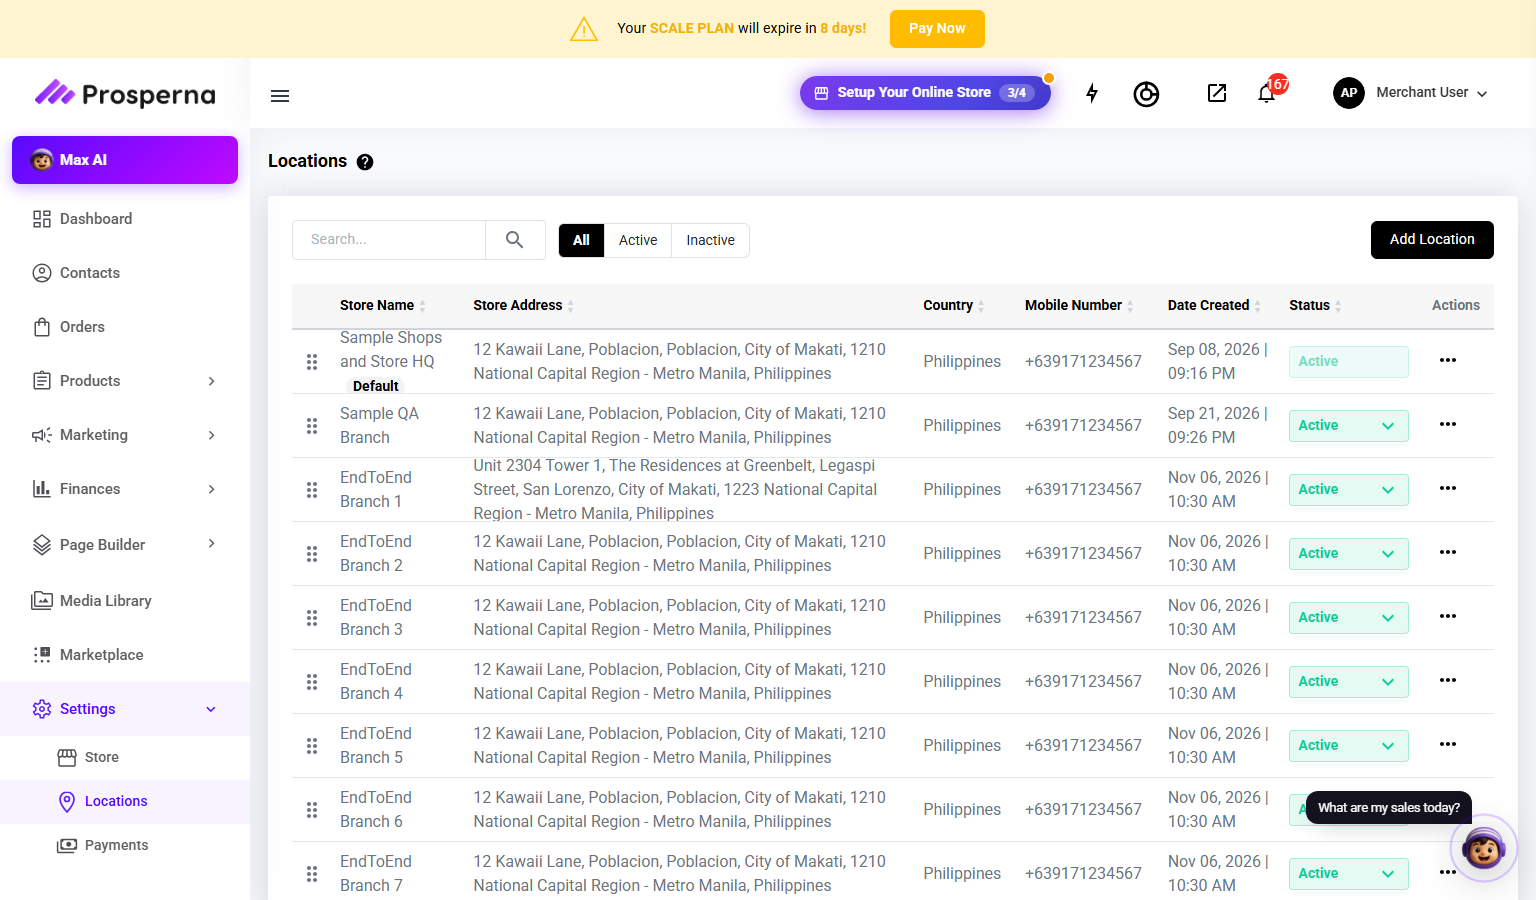 Your SCALE PLAN will expire in 8 days!
Pay Now
Prosperna
Setup Your Online Store 3/4
167
AP
Merchant User
Max AI
Dashboard
Contacts
Orders
Products
Marketing
Finances
Page Builder
Media Library
Marketplace
Settings
Store
Locations
Payments
Locations
Search...
All
Active
Inactive
Add Location
Store Name
Store Address
Country
Mobile Number
Date Created
Status
Actions
Sample Shops
and Store HQ
Default
12 Kawaii Lane, Poblacion, Poblacion, City of Makati, 1210
National Capital Region - Metro Manila, Philippines
Philippines
+639171234567
Sep 08, 2026 |
09:16 PM
Active
Sample QA
Branch
12 Kawaii Lane, Poblacion, Poblacion, City of Makati, 1210
National Capital Region - Metro Manila, Philippines
Philippines
+639171234567
Sep 21, 2026 |
09:26 PM
Active
EndToEnd
Branch 1
Unit 2304 Tower 1, The Residences at Greenbelt, Legaspi
Street, San Lorenzo, City of Makati, 1223 National Capital
Region - Metro Manila, Philippines
Philippines
+639171234567
Nov 06, 2026 |
10:30 AM
Active
EndToEnd
Branch 2
12 Kawaii Lane, Poblacion, Poblacion, City of Makati, 1210
National Capital Region - Metro Manila, Philippines
Philippines
+639171234567
Nov 06, 2026 |
10:30 AM
Active
EndToEnd
Branch 3
12 Kawaii Lane, Poblacion, Poblacion, City of Makati, 1210
National Capital Region - Metro Manila, Philippines
Philippines
+639171234567
Nov 06, 2026 |
10:30 AM
Active
EndToEnd
Branch 4
12 Kawaii Lane, Poblacion, Poblacion, City of Makati, 1210
National Capital Region - Metro Manila, Philippines
Philippines
+639171234567
Nov 06, 2026 |
10:30 AM
Active
EndToEnd
Branch 5
12 Kawaii Lane, Poblacion, Poblacion, City of Makati, 1210
National Capital Region - Metro Manila, Philippines
Philippines
+639171234567
Nov 06, 2026 |
10:30 AM
Active
EndToEnd
Branch 6
12 Kawaii Lane, Poblacion, Poblacion, City of Makati, 1210
National Capital Region - Metro Manila, Philippines
Philippines
+639171234567
Nov 06, 2026 |
10:30 AM
What are my sales today?
EndToEnd
Branch 7
12 Kawaii Lane, Poblacion, Poblacion, City of Makati, 1210
National Capital Region - Metro Manila, Philippines
Philippines
+639171234567
Nov 06, 2026 |
10:30 AM
Active